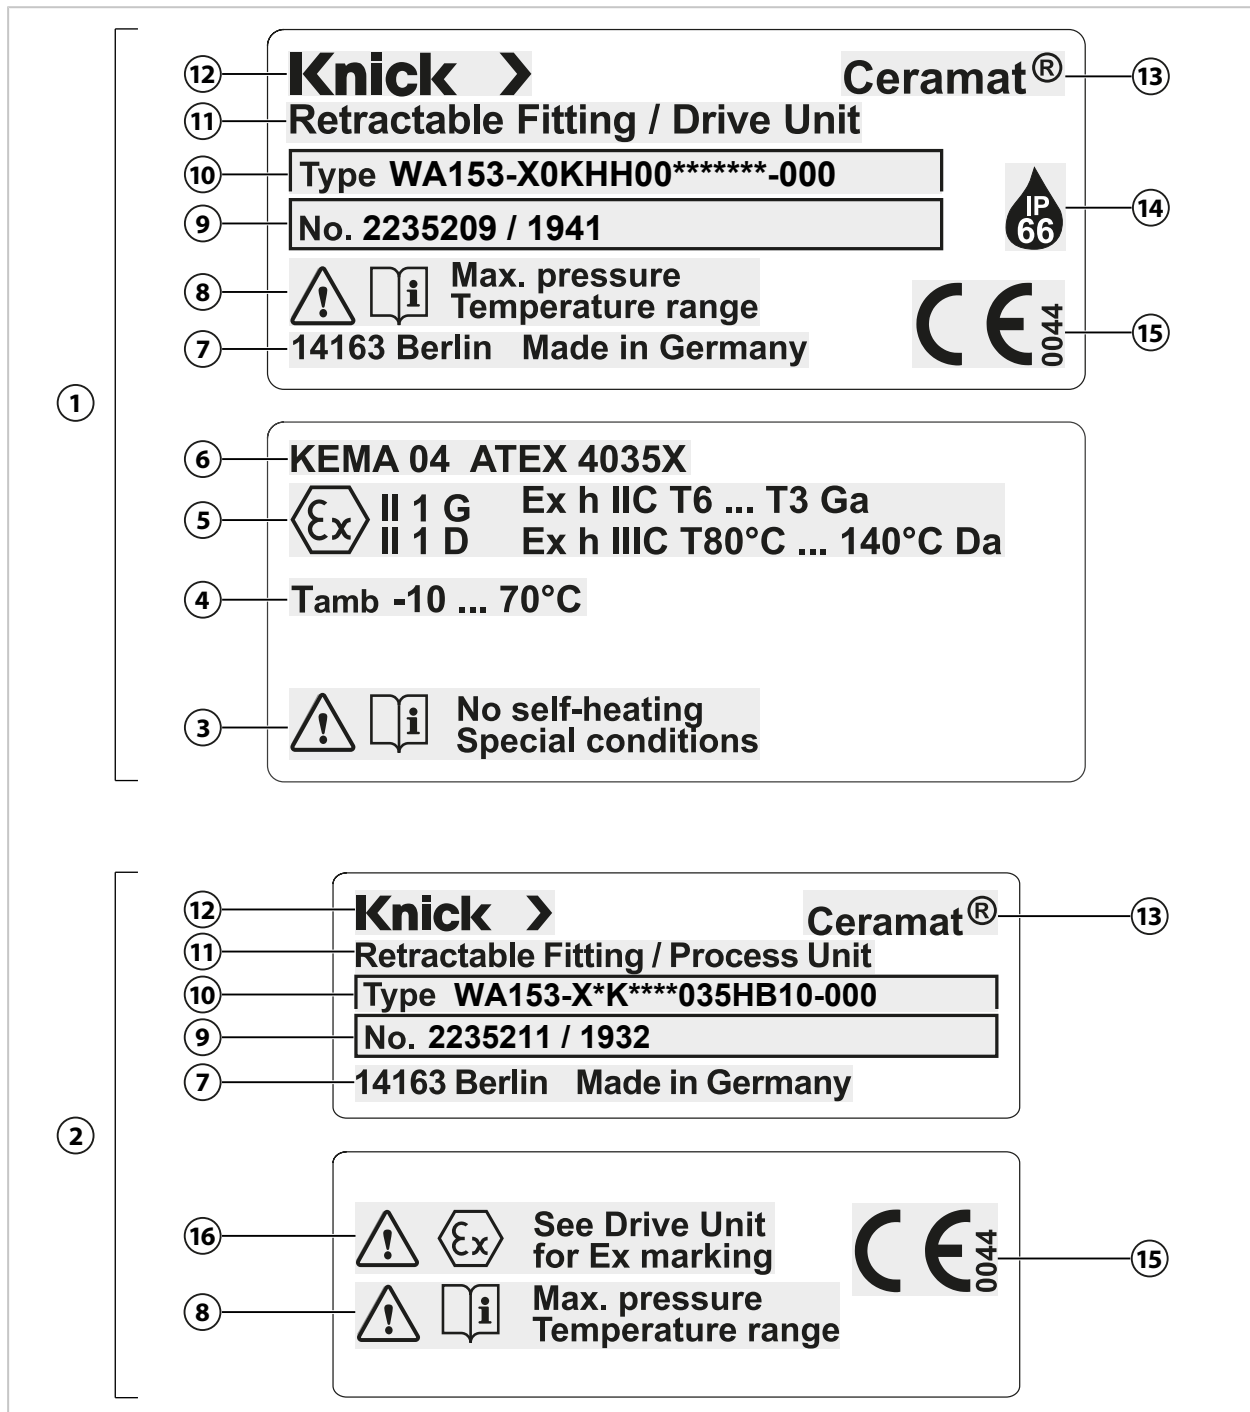 12 Knick > Ceramat® 13
11 Retractable Fitting / Drive Unit
10 Type WA153-X0KHH00*******-000
IP
66 14
9 No. 2235209 / 1941
8 Max. pressure
Temperature range
7 14163 Berlin Made in Germany
CE 0044 15
1
6 KEMA 04 ATEX 4035X
5 Ex II 1 G Ex h IIC T6 ... T3 Ga
II 1 D Ex h IIIC T80°C ... 140°C Da
4 Tamb -10 ... 70°C
3 i No self-heating
Special conditions
12 Knick > Ceramat® 13
11 Retractable Fitting / Process Unit
10 Type WA153-X*K****035HB10-000
9 No. 2235211 / 1932
7 14163 Berlin Made in Germany
2
16 Ex See Drive Unit
for Ex marking
CE 0044 15
8 i Max. pressure
Temperature range